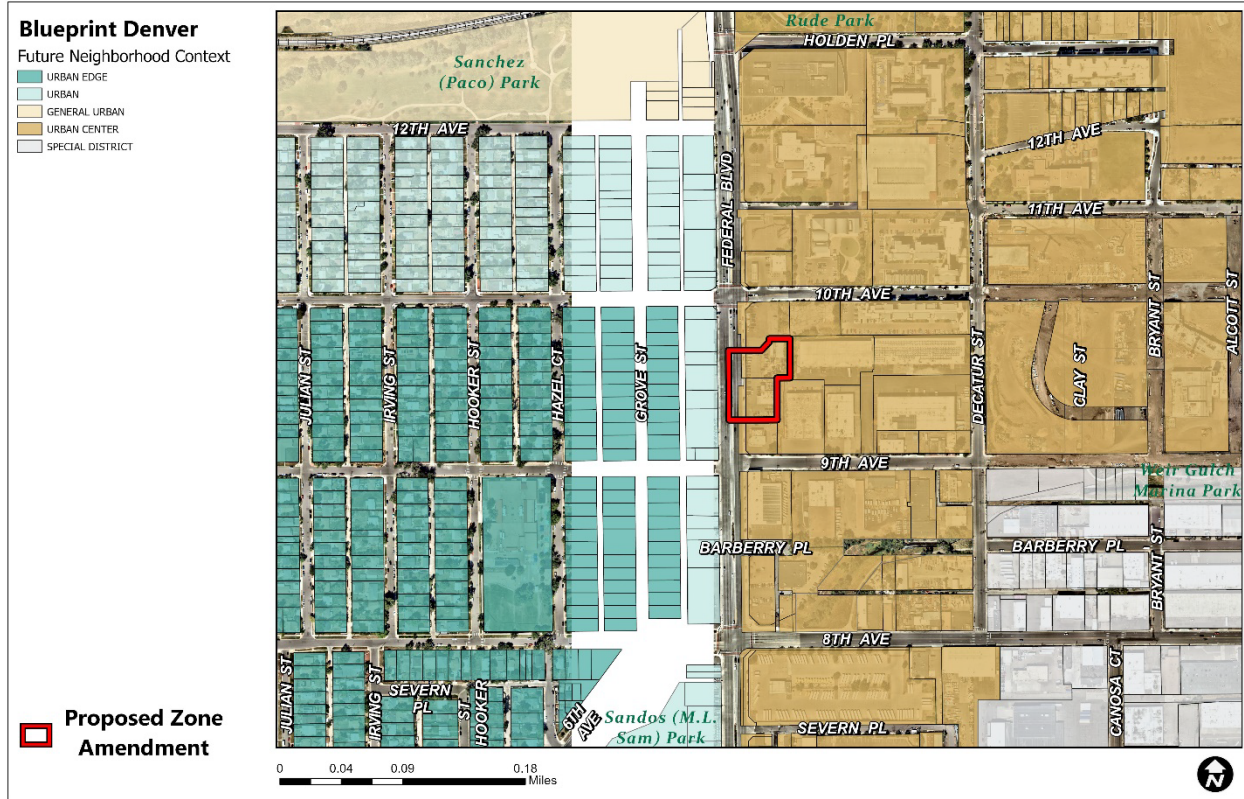 Blueprint Denver
Future Neighborhood Context
URBAN EDGE
URBAN
GENERAL URBAN
URBAN CENTER
SPECIAL DISTRICT
Rude Park
HOLDEN PL
Sanchez
(Paco) Park
12TH AVE
12TH AVE
FEDERAL BLVD
11TH AVE
10TH AVE
JULIAN ST
IRVING ST
HOOKER ST
HAZEL CT
GROVE ST
DECATUR ST
CLAY ST
BRYANT ST
ALCOTT ST
9TH AVE
Weir Gulch
Marina Park
BARBERRY PL
BARBERRY PL
BRYANT ST
8TH AVE
JULIAN ST
IRVING ST
SEVERN
PL
HOOKER
ST
8TH
AVE
Sandos (M.L.
Sam) Park
SEVERN PL
CANOSA CT
Proposed Zone
Amendment
0 0.04 0.09 0.18
Miles
N